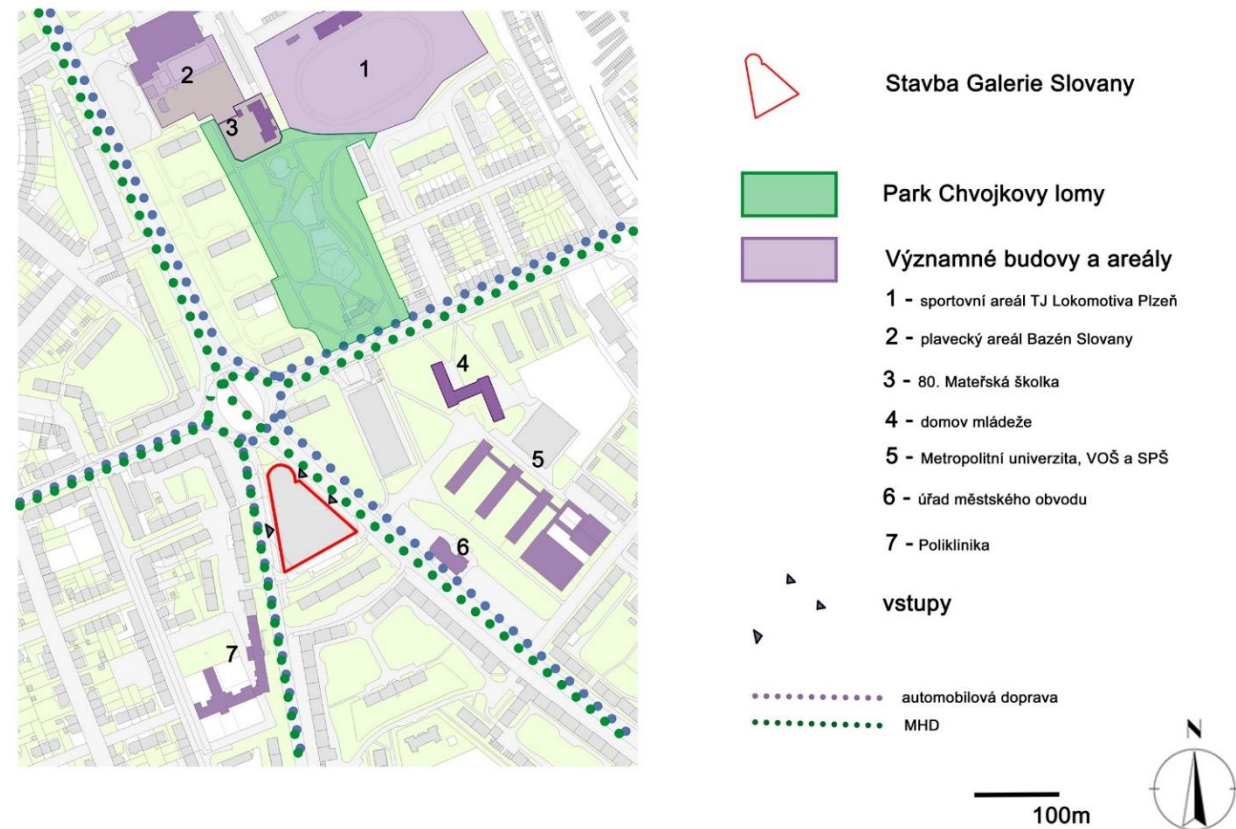 1
2
3
4
5
6
7
Stavba Galerie Slovany
Park Chvojkovy lomy
Významné budovy a areály
1 - sportovní areál TJ Lokomotiva Plzeň
2 - plavecký areál Bazén Slovany
3 - 80. Mateřská školka
4 - domov mládeže
5 - Metropolitní univerzita, VOŠ a SPŠ
6 - úřad městského obvodu
7 - Poliklinika
vstupy
automobilová doprava
MHD
N
100m